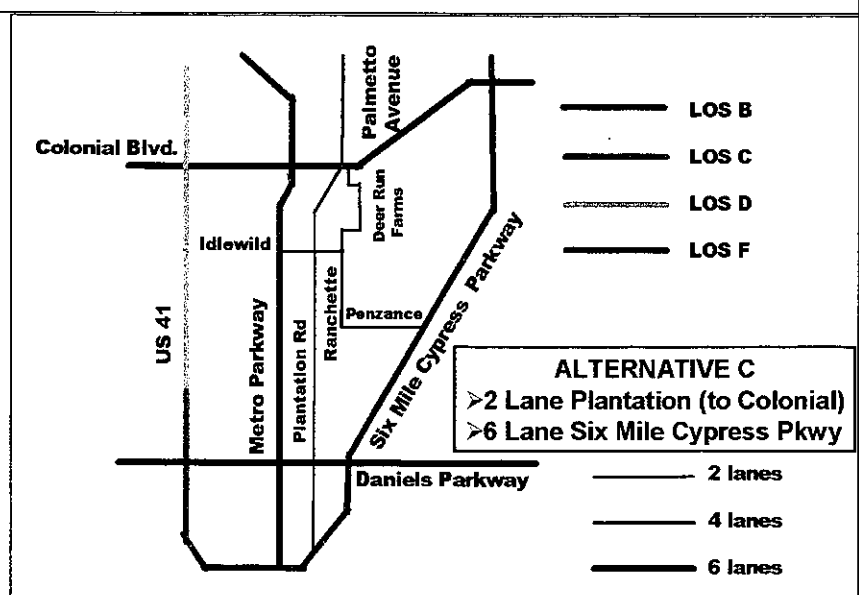 Palmetto
Avenue
Colonial Blvd.
LOS B
LOS C
LOS D
LOS F
Deer Run
Farms
Idlewild
US 41
Metro Parkway
Plantation Rd
Ranchette
Penzance
Six Mile Cypress Parkway
ALTERNATIVE C
➢2 Lane Plantation (to Colonial)
➢6 Lane Six Mile Cypress Pkwy
Daniels Parkway
2 lanes
4 lanes
6 lanes